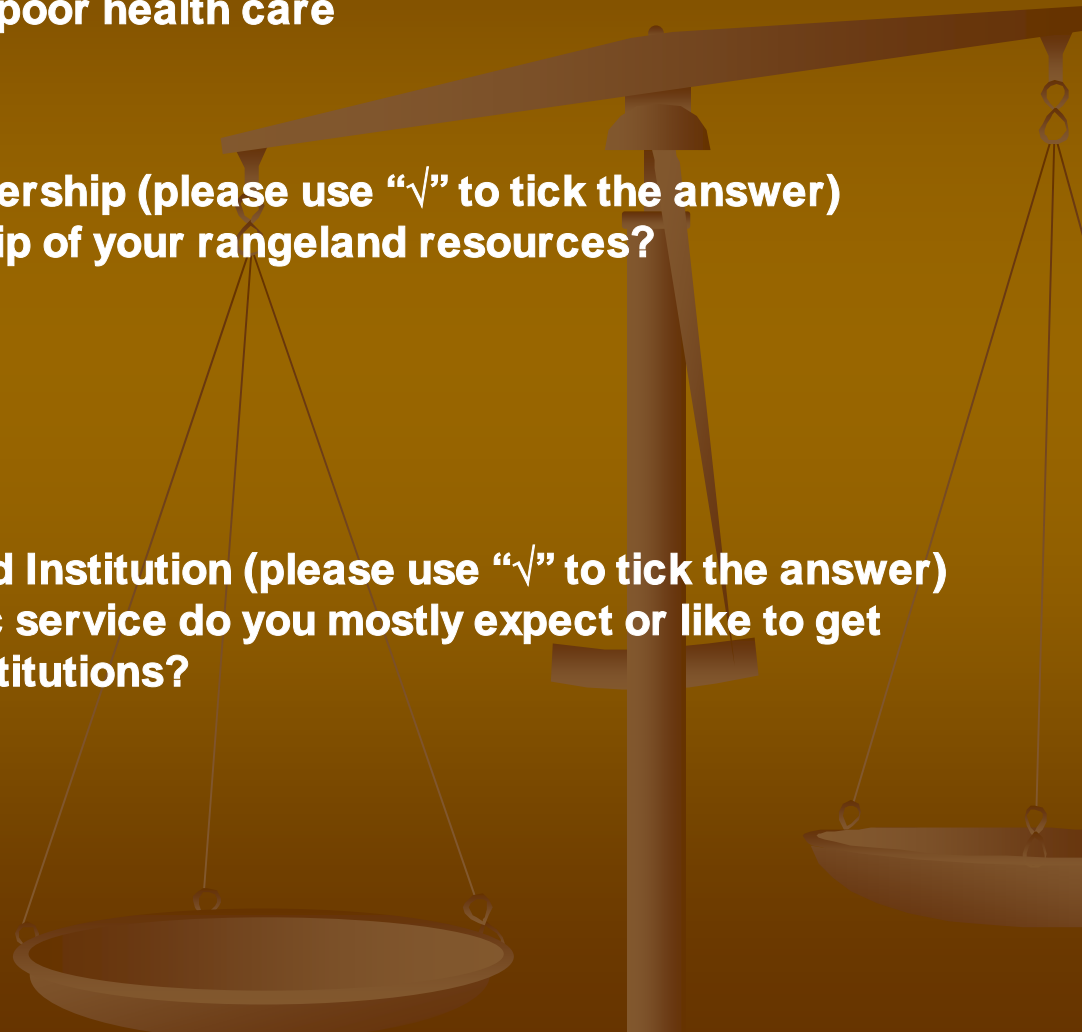 poor health care
ership (please use “√” to tick the answer)
ip of your rangeland resources?
d Institution (please use “√” to tick the answer)
c service do you mostly expect or like to get
titutions?